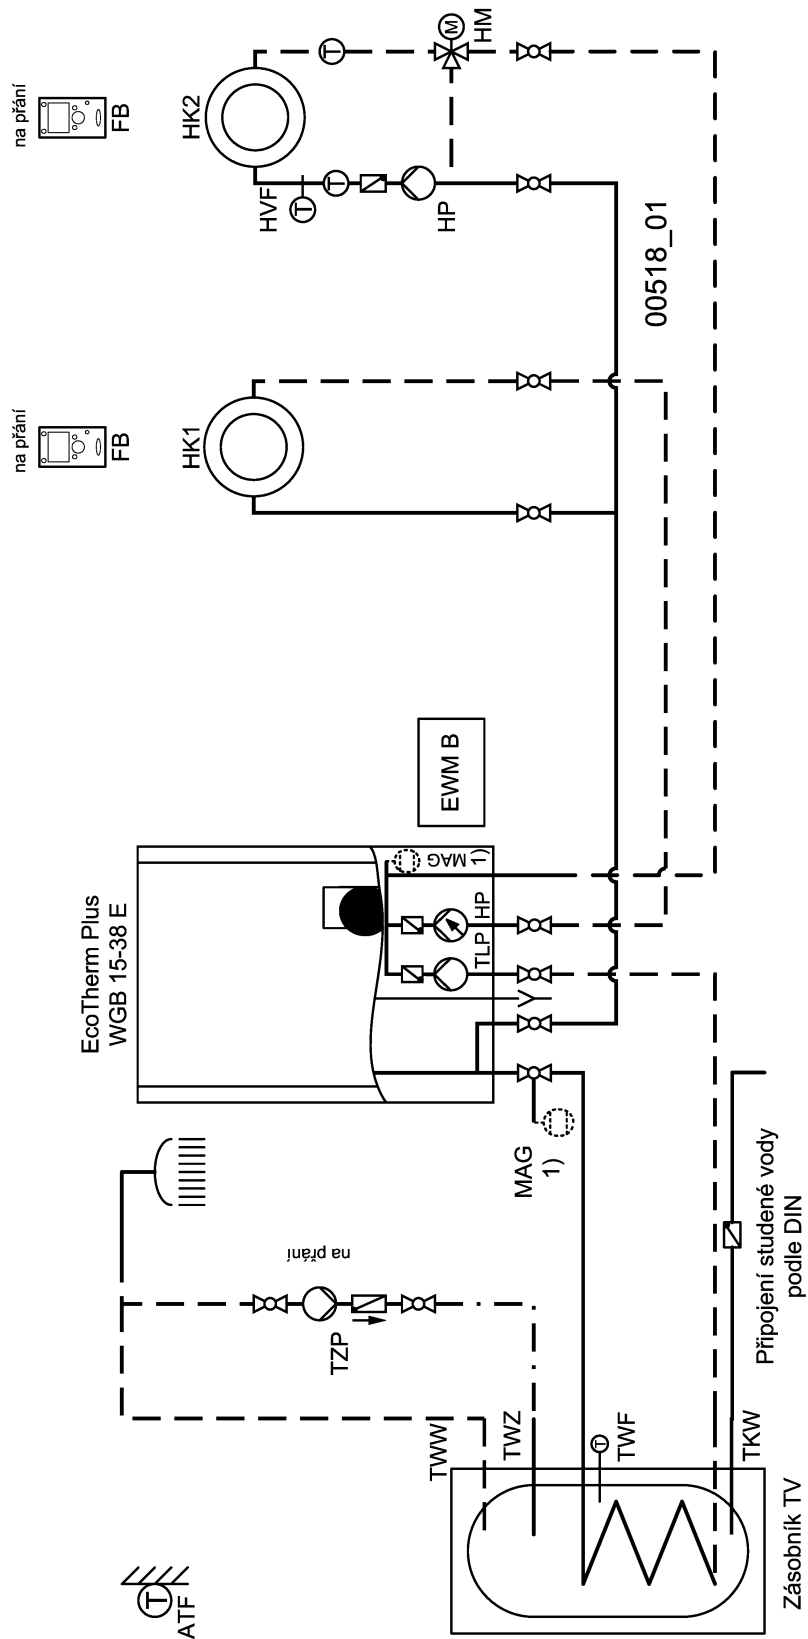 ATF
T
Zásobník TV
TWW
TWZ
TWF
T
TKW
TZP
na přání
Připojení studené vody
podle DIN
EcoTherm Plus
WGB 15-38 E
MAG
1)
TLP
HP
MAG
1)
EWM B
na přání
FB
HK1
na přání
FB
HK2
HVF
T
T
T
HP
M
HM
00518_01